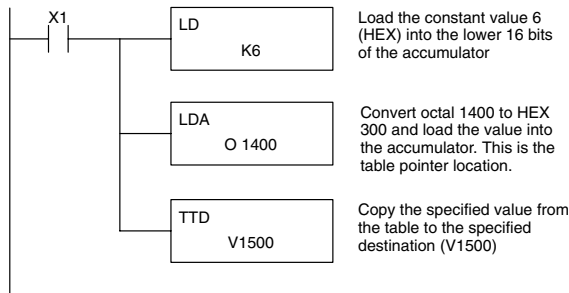 X1
LD
K6
Load the constant value 6
(HEX) into the lower 16 bits
of the accumulator
LDA
O 1400
Convert octal 1400 to HEX
300 and load the value into
the accumulator. This is the
table pointer location.
TTD
V1500
Copy the specified value from
the table to the specified
destination (V1500)